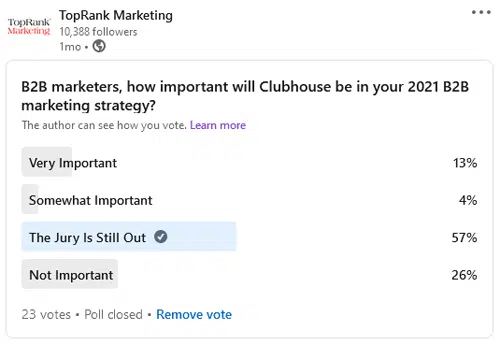 TopRank
Marketing
TopRank Marketing
10,388 followers
1mo •
B2B marketers, how important will Clubhouse be in your 2021 B2B
marketing strategy?
The author can see how you vote. Learn more
Very Important 13%
Somewhat Important 4%
The Jury Is Still Out 57%
Not Important 26%
23 votes • Poll closed • Remove vote